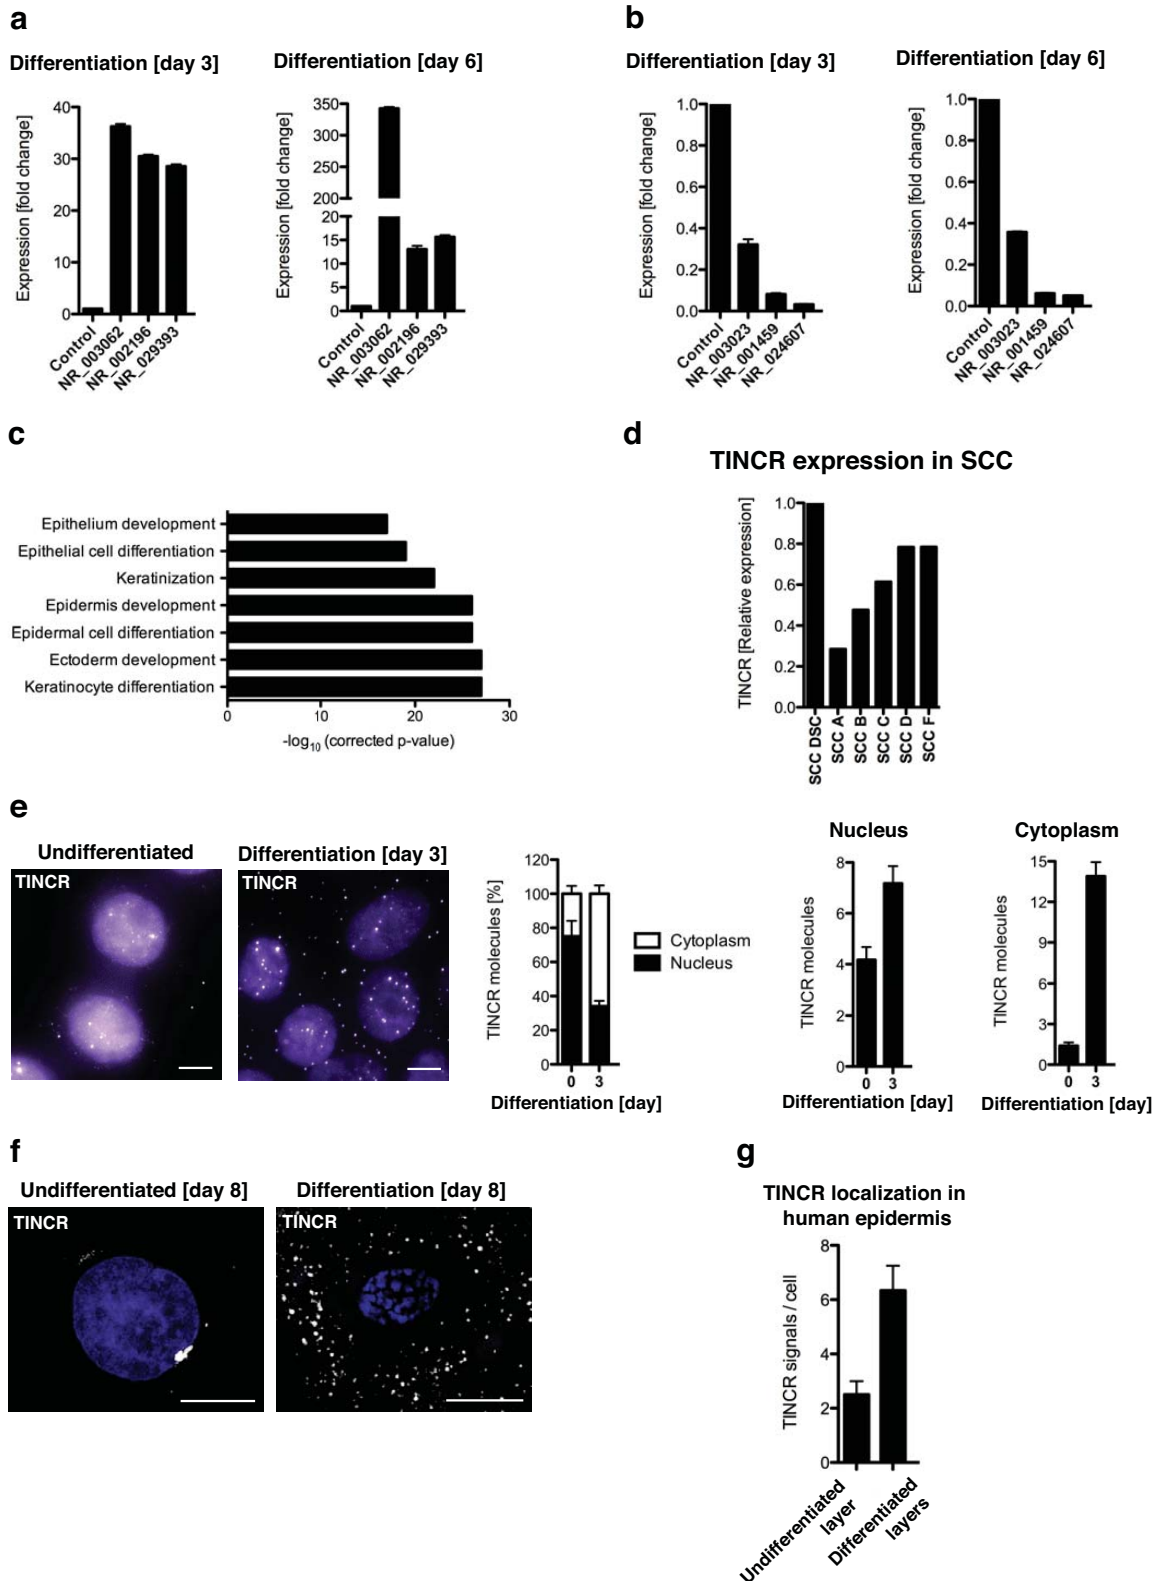 a
Differentiation [day 3]
Differentiation [day 6]
Expression [fold change]
40
30
20
10
0
Control
NR_003062
NR_002196
NR_029393
Expression [fold change]
350
300
250
200
20
15
10
5
0
Control
NR_003062
NR_002196
NR_029393
b
Differentiation [day 3]
Differentiation [day 6]
Expression [fold change]
1.0
0.8
0.6
0.4
0.2
0.0
Control
NR_003023
NR_001459
NR_024607
Expression [fold change]
1.0
0.8
0.6
0.4
0.2
0.0
Control
NR_003023
NR_001459
NR_024607
c
Epithelium development
Epithelial cell differentiation
Keratinization
Epidermis development
Epidermal cell differentiation
Ectoderm development
Keratinocyte differentiation
0 10 20 30
-log10 (corrected p-value)
d
TINCR expression in SCC
TINCR [Relative expression]
1.0
0.8
0.6
0.4
0.2
0.0
SCC DSC
SCC A
SCC B
SCC C
SCC D
SCC F
e
Undifferentiated
TINCR
Differentiation [day 3]
TINCR
TINCR molecules [%]
120
100
80
60
40
20
0
0 3
Differentiation [day]
Cytoplasm
Nucleus
Nucleus
TINCR molecules
8
6
4
2
0
0 3
Differentiation [day]
Cytoplasm
TINCR molecules
15
12
9
6
3
0
0 3
Differentiation [day]
f
Undifferentiated [day 8]
TINCR
Differentiation [day 8]
TINCR
g
TINCR localization in
human epidermis
TINCR signals / cell
8
6
4
2
0
Undifferentiated
layer
Differentiated
layers